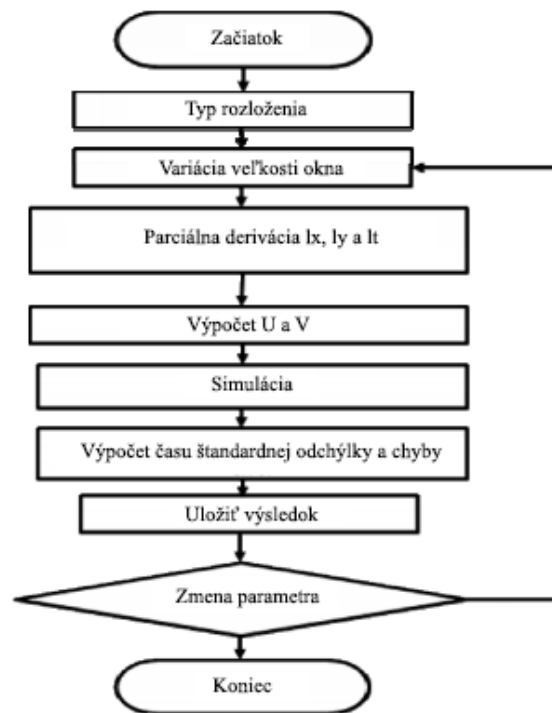 Začiatok
Typ rozloženia
Variácia veľkosti okna
Parciálna derivácia lx, ly a lt
Výpočet U a V
Simulácia
Výpočet času štandardnej odchýlky a chyby
Uložiť výsledok
Zmena parametra
Koniec